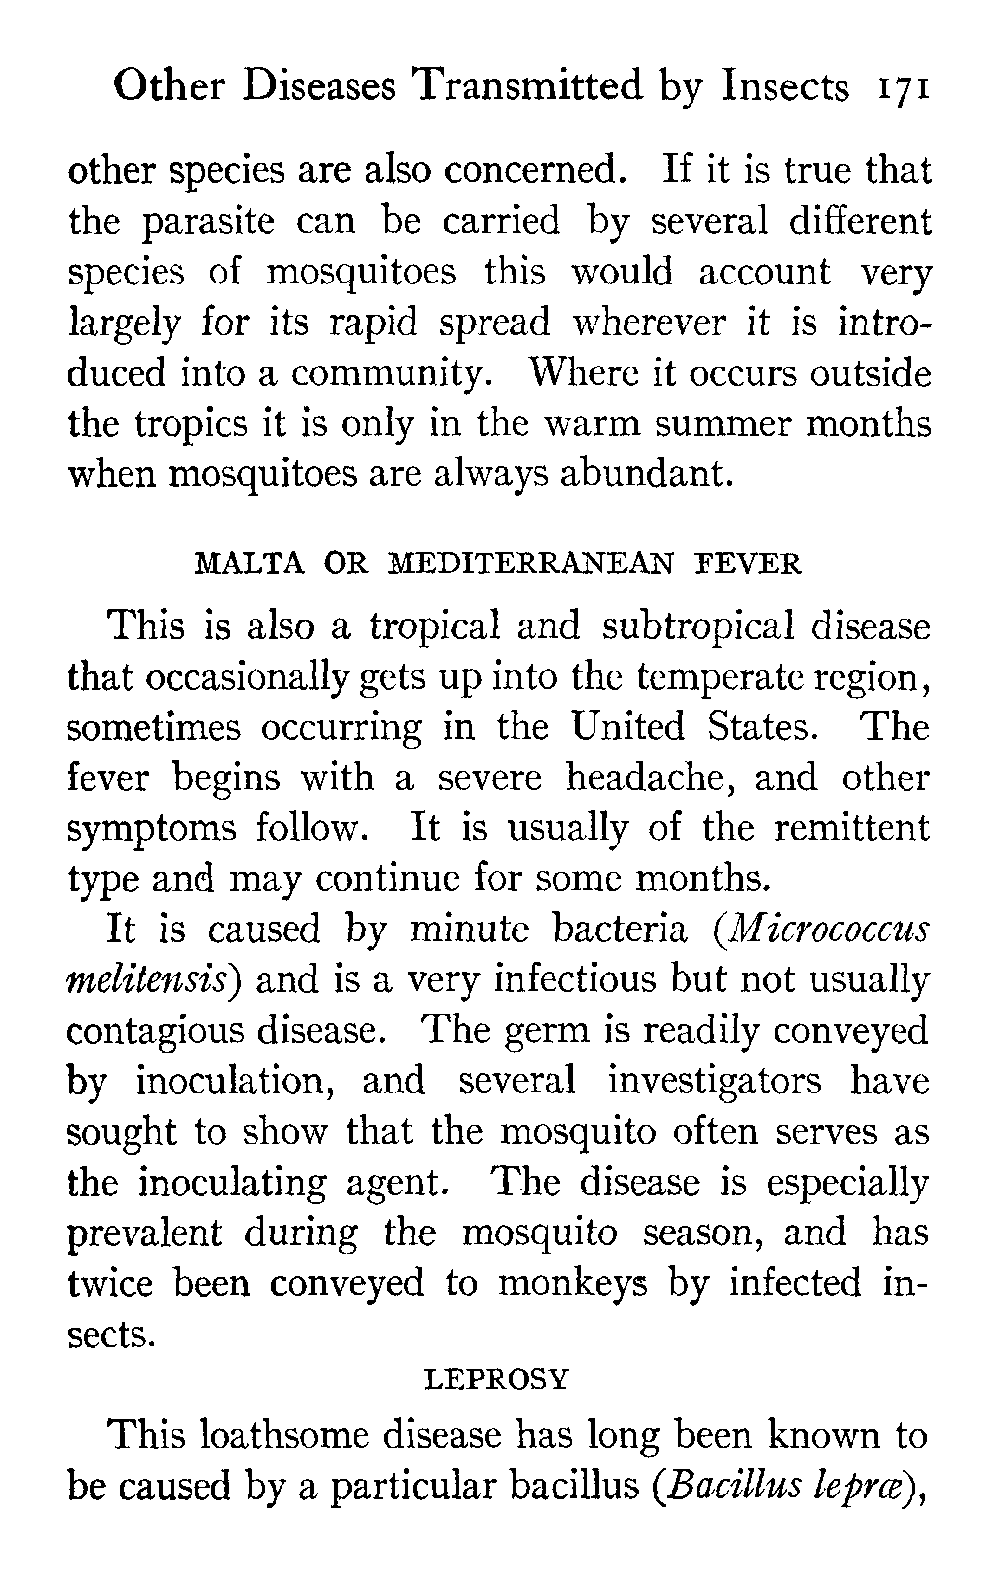 Other Diseases Transmitted by Insects 171
other species are also concerned. If it is true that
the parasite can be carried by several different
species of mosquitoes this would account very
largely for its rapid spread wherever it is intro-
duced into a community. Where it occurs outside
the tropics it is only in the warm summer months
when mosquitoes are always abundant.
MALTA OR MEDITERRANEAN FEVER
This is also a tropical and subtropical disease
that occasionally gets up into the temperate region,
sometimes occurring in the United States. The
fever begins with a severe headache, and other
symptoms follow. It is usually of the remittent
type and may continue for some months.
It is caused by minute bacteria (Micrococcus
melitensis) and is a very infectious but not usually
contagious disease. The germ is readily conveyed
by inoculation, and several investigators have
sought to show that the mosquito often serves as
the inoculating agent. The disease is especially
prevalent during the mosquito season, and has
twice been conveyed to monkeys by infected in-
sects.
LEPROSY
This loathsome disease has long been known to
be caused by a particular bacillus (Bacillus lepræ),